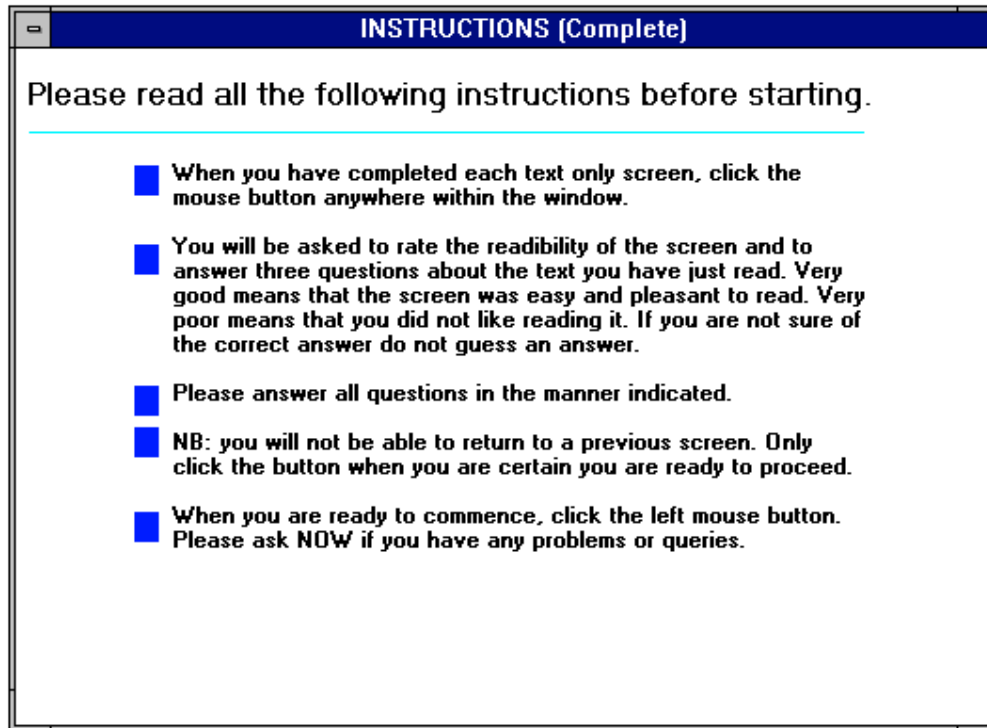 INSTRUCTIONS (Complete)
Please read all the following instructions before starting.
When you have completed each text only screen, click the
mouse button anywhere within the window.
You will be asked to rate the readibility of the screen and to
answer three questions about the text you have just read. Very
good means that the screen was easy and pleasant to read. Very
poor means that you did not like reading it. If you are not sure of
the correct answer do not guess an answer.
Please answer all questions in the manner indicated.
NB: you will not be able to return to a previous screen. Only
click the button when you are certain you are ready to proceed.
When you are ready to commence, click the left mouse button.
Please ask NOW if you have any problems or queries.